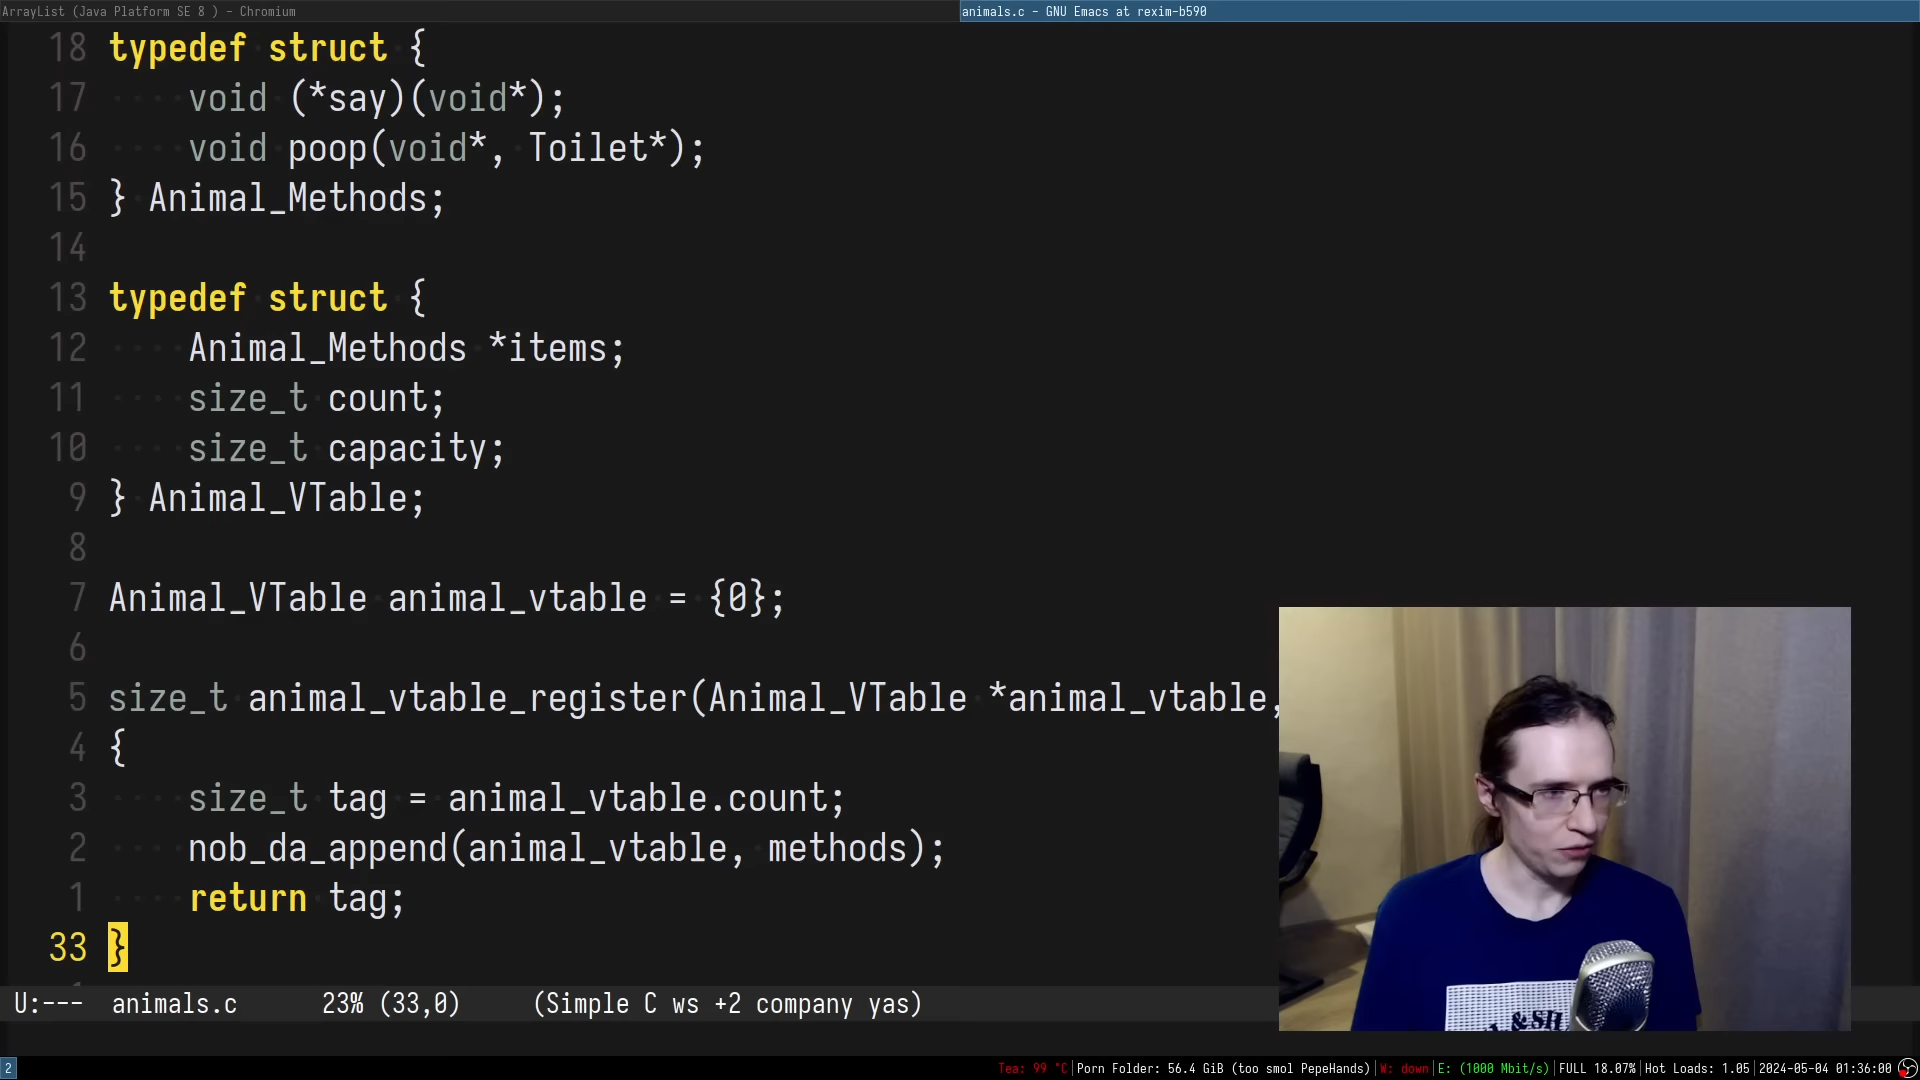 ArrayList (Java Platform SE 8 ) - Chromium
animals.c - GNU Emacs at rexim-b590
18 typedef struct {
17 void (*say)(void*);
16 void poop(void*, Toilet*);
15 } Animal_Methods;
14
13 typedef struct {
12 Animal_Methods *items;
11 size_t count;
10 size_t capacity;
9 } Animal_VTable;
8
7 Animal_VTable animal_vtable = {0};
6
5 size_t animal_vtable_register(Animal_VTable *animal_vtable,
4 {
3 size_t tag = animal_vtable.count;
2 nob_da_append(animal_vtable, methods);
1 return tag;
33 }
U:--- animals.c 23% (33,0) (Simple C ws +2 company yas)
2 Tea: 99 °C|Porn Folder: 56.4 GiB (too smol PepeHands)|W: down|E: (1000 Mbit/s)|FULL 18.07%|Hot Loads: 1.05|2024-05-04 01:36:00